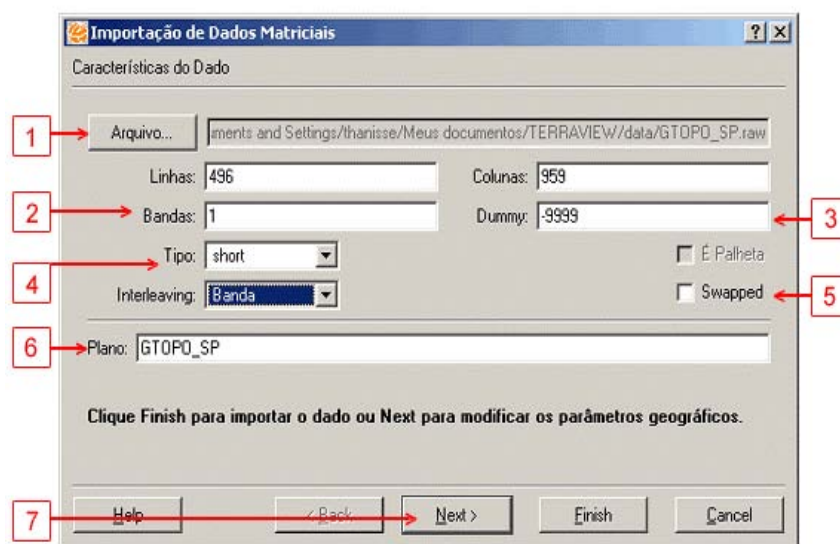 Importação de Dados Matriciais
Características do Dado
1 Arquivo... uments and Settings/thanisse/Meus documentos/TERRAVIEW/data/GTOPO_SP.raw
Linhas: 496 Colunas: 959
2 Bandas: 1 Dummy: -9999 3
4 Tipo: short É Palheta
Interleaving: Banda Swapped 5
6 Plano: GTOPO_SP
Clique Finish para importar o dado ou Next para modificar os parâmetros geográficos.
7 Help < Back Next > Finish Cancel